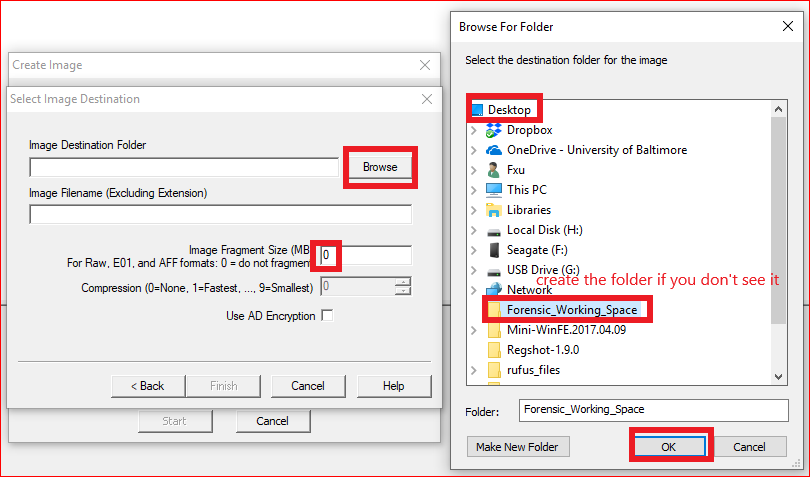 Create Image
Select Image Destination
Image Destination Folder
Browse
Image Filename (Excluding Extension)
Image Fragment Size (MB
For Raw, E01, and AFF formats: 0 = do not fragment
0
Compression (0=None, 1=Fastest, ..., 9=Smallest)
0
Use AD Encryption
< Back
Finish
Cancel
Help
Start
Cancel
Browse For Folder
Select the destination folder for the image
Desktop
Dropbox
OneDrive - University of Baltimore
Fxu
This PC
Libraries
Local Disk (H:)
Seagate (F:)
USB Drive (G:)
create the folder if you don't see it
Network
Forensic_Working_Space
Mini-WinFE.2017.04.09
Regshot-1.9.0
rufus_files
Folder:
Forensic_Working_Space
Make New Folder
OK
Cancel